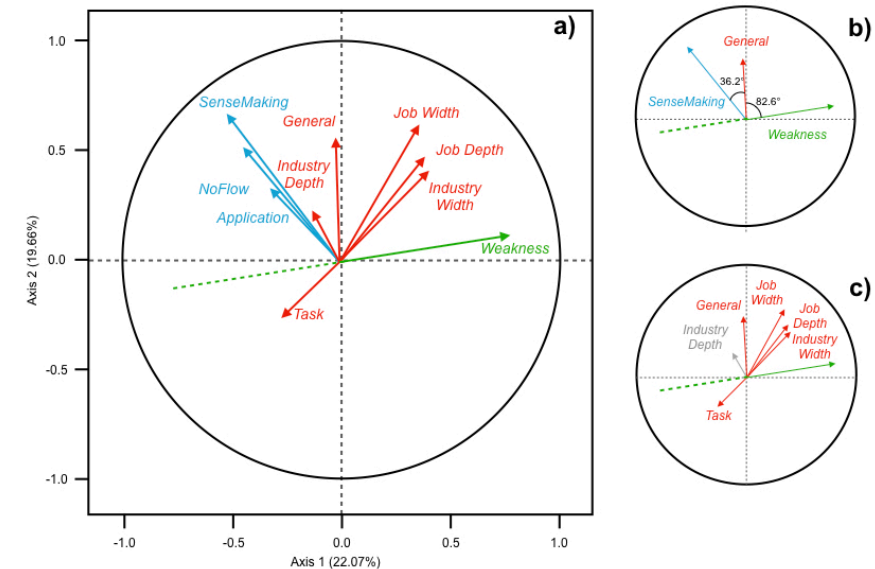 a)
1.0
0.5
0.0
-0.5
-1.0
Axis 2 (19.66%)
SenseMaking
General
Job Width
Job Depth
Industry
Depth
Industry
Width
NoFlow
Application
Weakness
Task
-1.0
-0.5
0.0
0.5
1.0
Axis 1 (22.07%)
b)
General
36.2°
82.6°
SenseMaking
Weakness
c)
Job
Width
General
Job
Depth
Industry
Depth
Industry
Width
Task